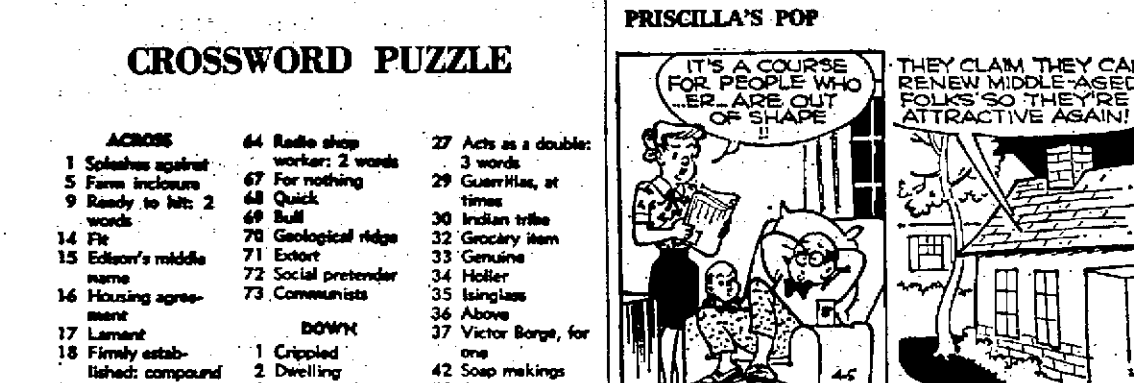 CROSSWORD PUZZLE
ACROSS
1 Splashes against
5 Farm inclosure
9 Ready to hit: 2
words
14 Fit
15 Edison's middle
name
16 Housing agree-
ment
17 Lament
18 Firmly estab-
lished: compound
64 Radio shop
worker: 2 words
67 For nothing
68 Quick
69 Bull
70 Geological ridge
71 Extort
72 Social pretender
73 Communists
DOWN
1 Crippled
2 Dwelling
27 Acts as a double:
3 words
29 Guerrillas, at
times
30 Indian tribe
32 Grocery item
33 Genuine
34 Holler
35 Isinglass
36 Above
37 Victor Borge, for
one
42 Soap makings
PRISCILLA'S POP
IT'S A COURSE
FOR PEOPLE WHO
...ER... ARE OUT
OF SHAPE
!!
THEY CLAIM THEY CAN
RENEW MIDDLE-AGED
FOLKS SO THEY'RE
ATTRACTIVE AGAIN!
4-5